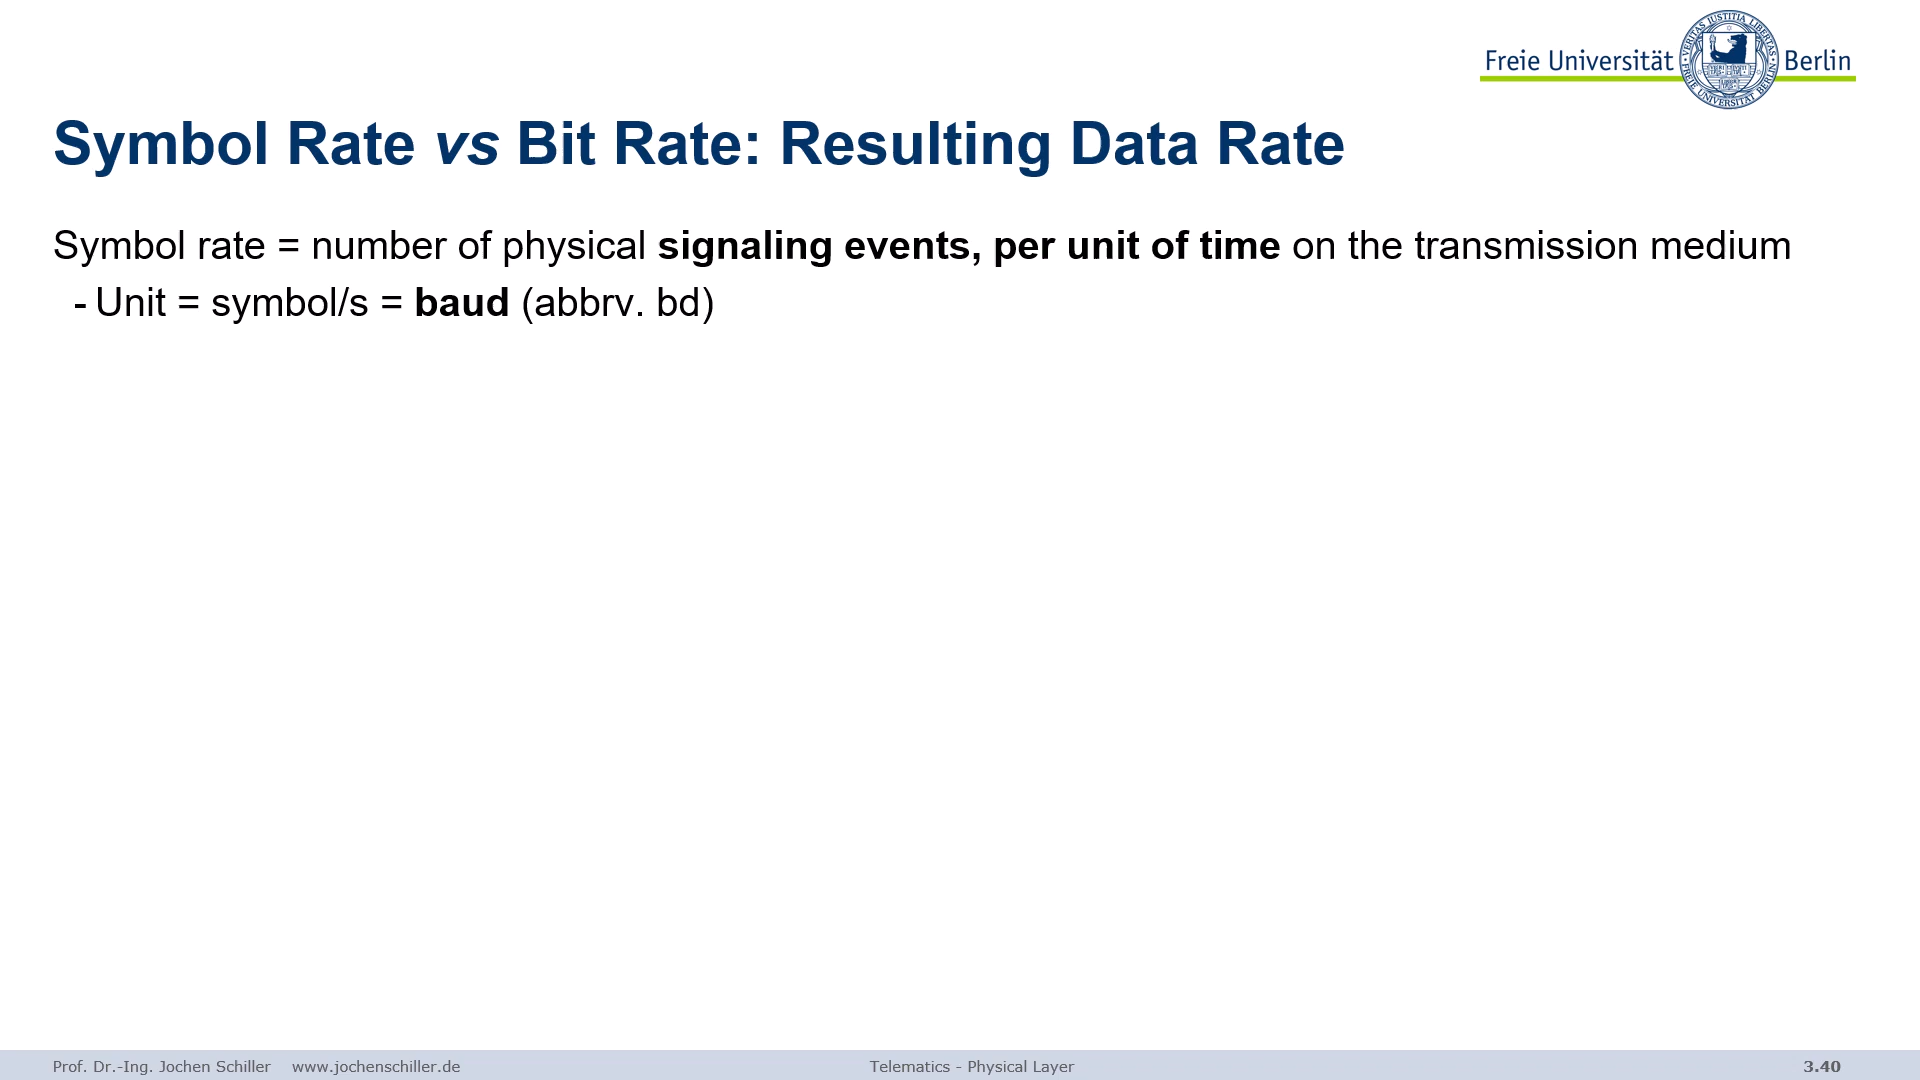 Freie Universität Berlin
Symbol Rate vs Bit Rate: Resulting Data Rate
Symbol rate = number of physical signaling events, per unit of time on the transmission medium
- Unit = symbol/s = baud (abbrv. bd)
Prof. Dr.-Ing. Jochen Schiller www.jochenschiller.de Telematics - Physical Layer 3.40